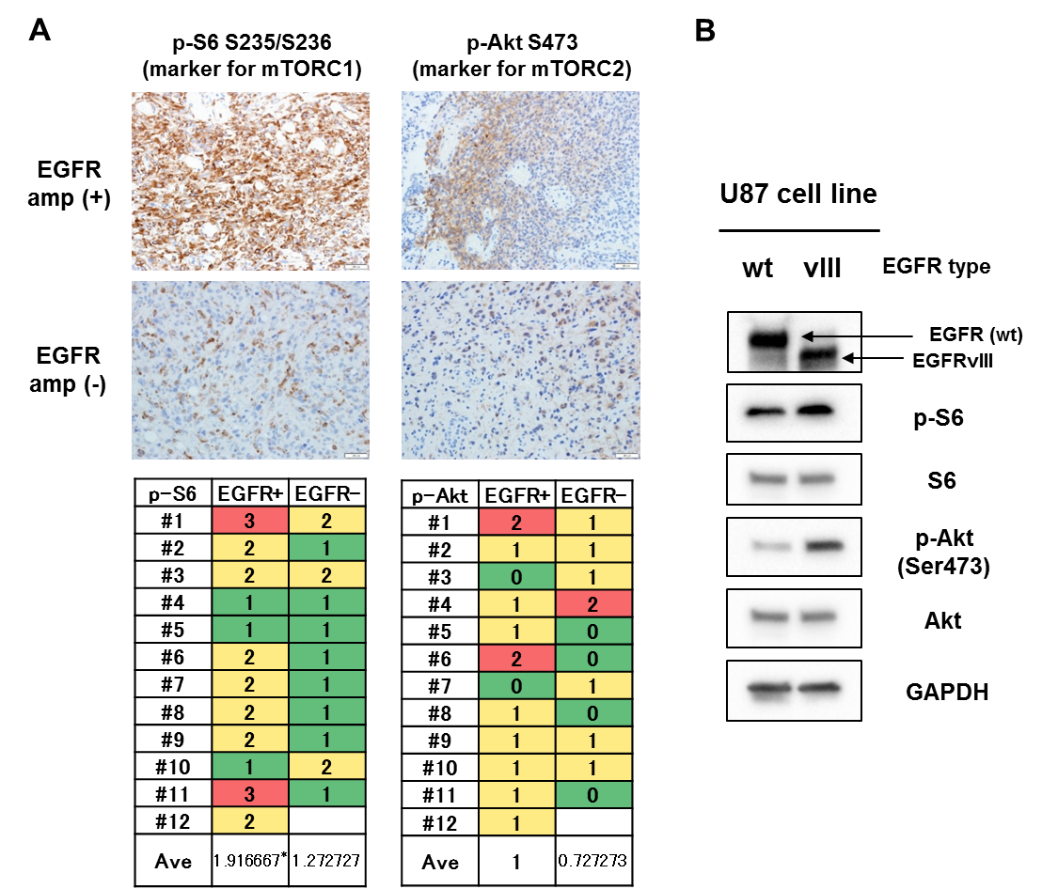 A
p-S6 S235/S236
(marker for mTORC1)
p-Akt S473
(marker for mTORC2)
EGFR
amp (+)
EGFR
amp (-)
p-S6 EGFR+ EGFR-
#1 3 2
#2 2 1
#3 2 2
#4 1 1
#5 1 1
#6 2 1
#7 2 1
#8 2 1
#9 2 1
#10 1 2
#11 3 1
#12 2
Ave 1.916667* 1.272727
p-Akt EGFR+ EGFR-
#1 2 1
#2 1 1
#3 0 1
#4 1 2
#5 1 0
#6 2 0
#7 0 1
#8 1 0
#9 1 1
#10 1 1
#11 1 0
#12 1
Ave 1 0.727273
B
U87 cell line
wt vIII EGFR type
EGFR (wt)
EGFRvIII
p-S6
S6
p-Akt
(Ser473)
Akt
GAPDH